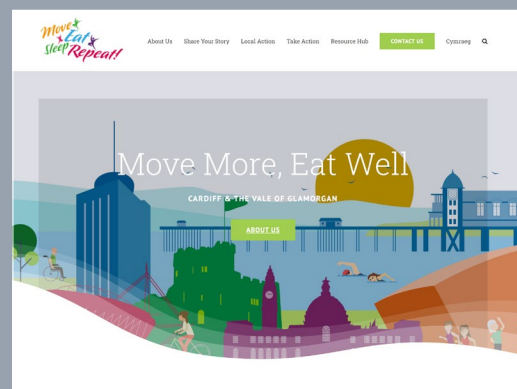 Move
Eat
Sleep Repeat!
About Us Share Your Story Local Action Take Action Resource Hub CONTACT US Cymraeg
Move More, Eat Well
CARDIFF & THE VALE OF GLAMORGAN
ABOUT US